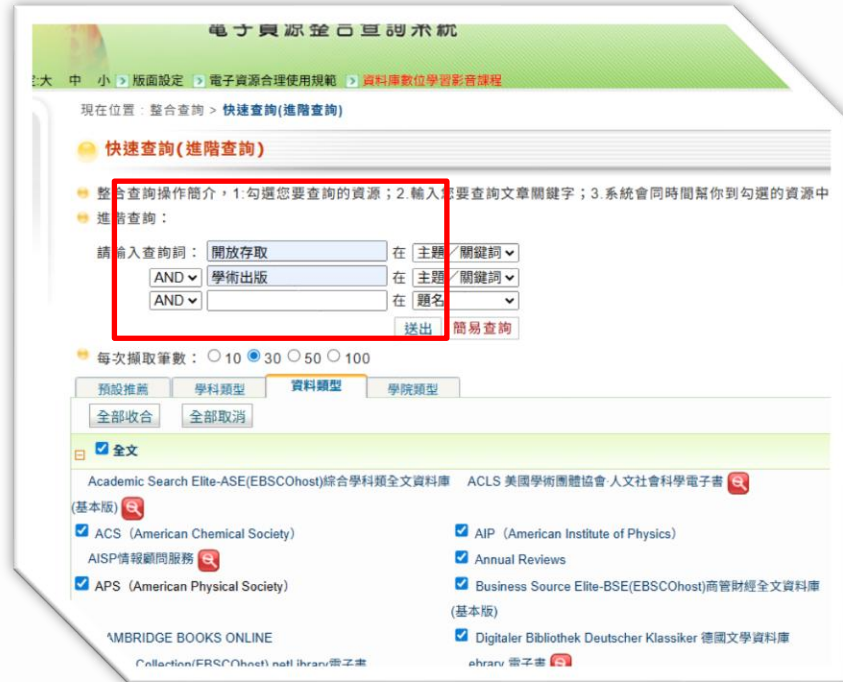 電子資源整合查詢系統
大 中 小 版面設定 電子資源合理使用規範 資料庫數位學習影音課程
現在位置：整合查詢 > 快速查詢(進階查詢)
快速查詢(進階查詢)
整合查詢操作簡介，1:勾選您要查詢的資源；2.輸入您要查詢文章關鍵字；3.系統會同時間幫你到勾選的資源中
進階查詢：
請輸入查詢詞： 開放存取 在 主題／關鍵詞
AND 學術出版 在 主題／關鍵詞
AND 在 題名
送出 簡易查詢
每次擷取筆數： 10 30 50 100
預設推薦 學科類型 資料類型 學院類型
全部收合 全部取消
全文
Academic Search Elite-ASE(EBSCOhost)綜合學科類全文資料庫 ACLS 美國學術團體協會‧人文社會科學電子書
(基本版)
ACS（American Chemical Society） AIP（American Institute of Physics）
AISP情報顧問服務 Annual Reviews
APS（American Physical Society） Business Source Elite-BSE(EBSCOhost)商管財經全文資料庫
(基本版)
AMBRIDGE BOOKS ONLINE Digitaler Bibliothek Deutscher Klassiker 德國文學資料庫
Collection(EBSCOhost) netLibrary電子書 ebrary 電子書